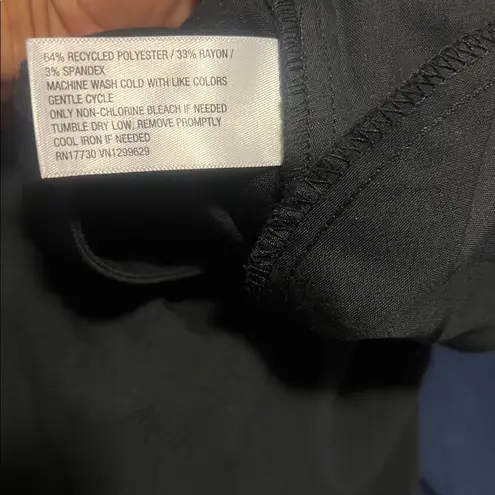 64% RECYCLED POLYESTER / 33% RAYON /
3% SPANDEX
MACHINE WASH COLD WITH LIKE COLORS
GENTLE CYCLE
ONLY NON-CHLORINE BLEACH IF NEEDED
TUMBLE DRY LOW, REMOVE PROMPTLY
COOL IRON IF NEEDED
RN17730 VN1299629